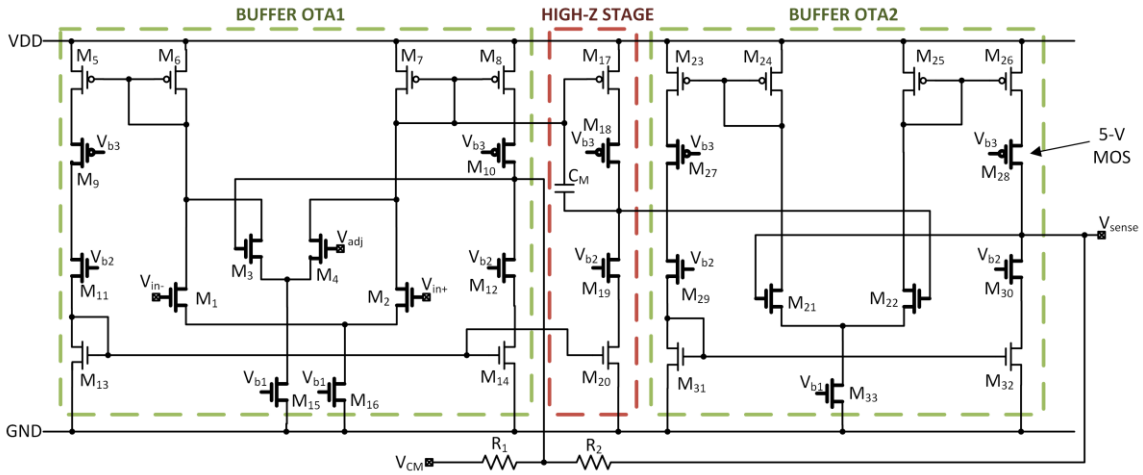 BUFFER OTA1 HIGH-Z STAGE BUFFER OTA2
VDD
M5 M6 M7 M8 M17 M23 M24 M25 M26
Vb3 Vb3 Vb3 M18 Vb3 Vb3 5-V MOS
M9 M10 CM M27 M28
Vadj Vsense
M3 M4
Vb2 Vb2 Vb2 Vb2 Vb2
M11 Vin- M1 M2 Vin+ M12 M19 M29 M21 M22 M30
M13 M14 M20 M31 M32
Vb1 Vb1 Vb1
M15 M16 M33
GND
VCM R1 R2